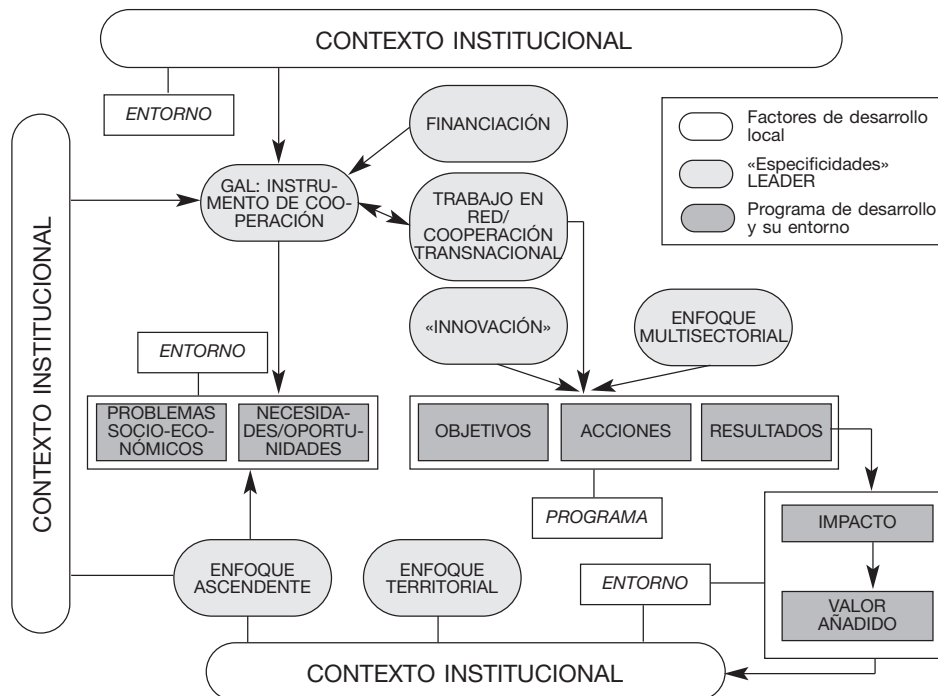 CONTEXTO INSTITUCIONAL
ENTORNO
FINANCIACIÓN
Factores de desarrollo
local
«Especificidades»
LEADER
Programa de desarrollo
y su entorno
CONTEXTO INSTITUCIONAL
GAL: INSTRU-
MENTO DE COO-
PERACIÓN
TRABAJO EN
RED/
COOPERACIÓN
TRANSNACIONAL
«INNOVACIÓN»
ENFOQUE
MULTISECTORIAL
ENTORNO
PROBLEMAS
SOCIO-ECO-
NÓMICOS
NECESIDA-
DES/OPORTU-
NIDADES
OBJETIVOS
ACCIONES
RESULTADOS
PROGRAMA
IMPACTO
VALOR
AÑADIDO
ENFOQUE
ASCENDENTE
ENFOQUE
TERRITORIAL
ENTORNO
CONTEXTO INSTITUCIONAL